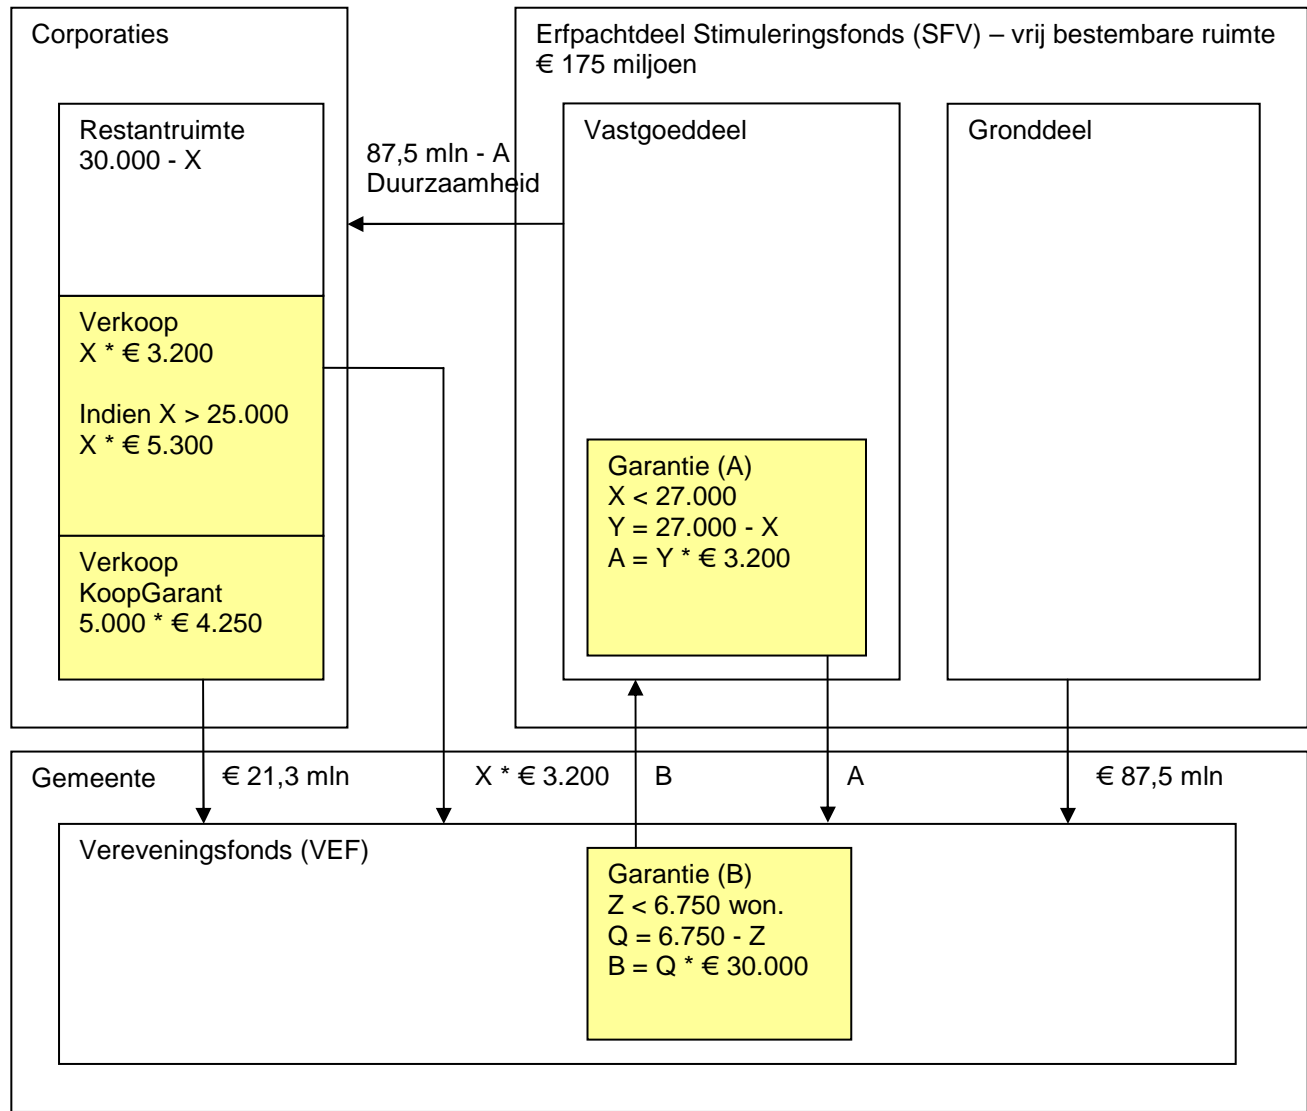 Corporaties
Restantruimte
30.000 - X
Verkoop
X * € 3.200
Indien X > 25.000
X * € 5.300
Verkoop
KoopGarant
5.000 * € 4.250
87,5 mln - A
Duurzaamheid
Erfpachtdeel Stimuleringsfonds (SFV) – vrij bestembare ruimte
€ 175 miljoen
Vastgoeddeel
Garantie (A)
X < 27.000
Y = 27.000 - X
A = Y * € 3.200
Gronddeel
Gemeente
€ 21,3 mln
X * € 3.200
B
A
€ 87,5 mln
Vereveningsfonds (VEF)
Garantie (B)
Z < 6.750 won.
Q = 6.750 - Z
B = Q * € 30.000